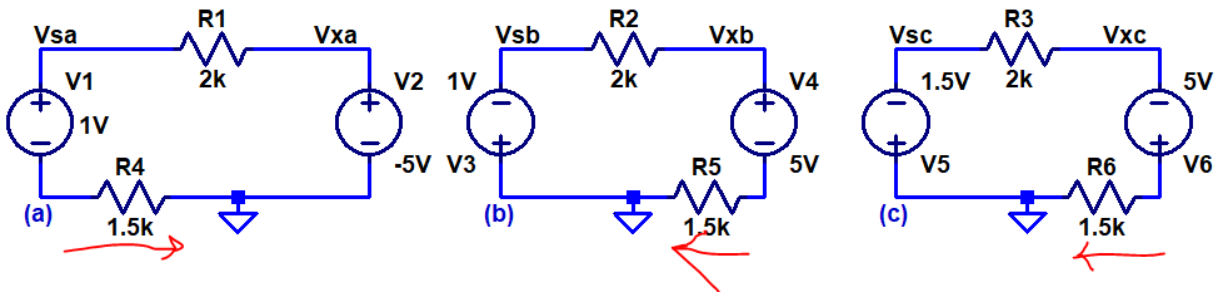 R1
R2
R3
Vsa
Vxa
Vsb
Vxb
Vsc
Vxc
2k
2k
2k
V1
V2
1V
V4
1.5V
5V
1V
R4
-5V
V3
R5
5V
V5
R6
V6
(a)
1.5k
(b)
1.5k
(c)
1.5k